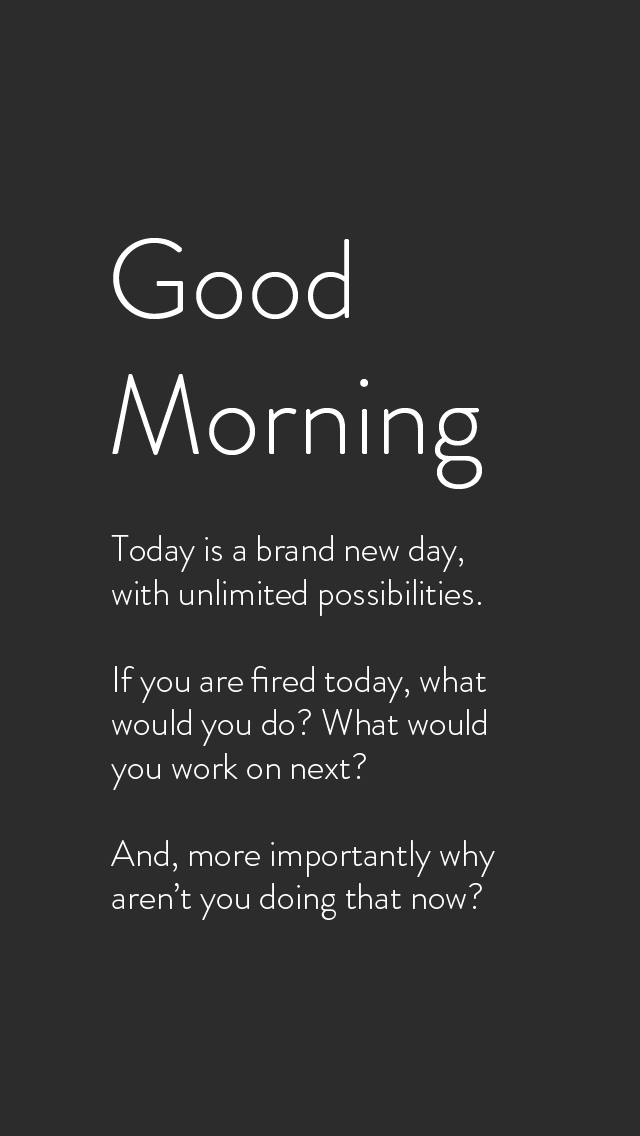 Good
Morning
Today is a brand new day,
with unlimited possibilities.
If you are fired today, what
would you do? What would
you work on next?
And, more importantly why
aren’t you doing that now?